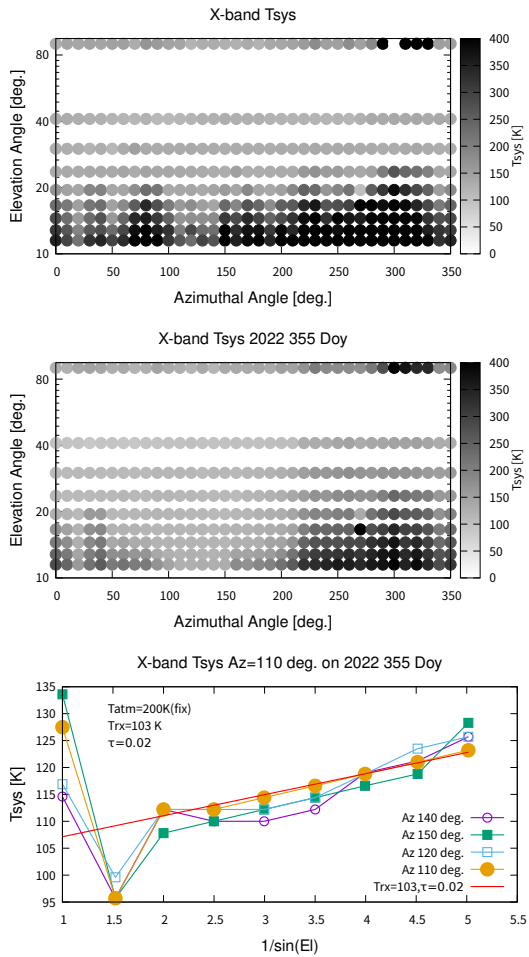 X-band Tsys
Elevation Angle [deg.]
80
40
20
10
0 50 100 150 200 250 300 350
Azimuthal Angle [deg.]
400
350
300
250
200
150
100
50
0
Tsys [K]
X-band Tsys 2022 355 Doy
Elevation Angle [deg.]
80
40
20
10
0 50 100 150 200 250 300 350
Azimuthal Angle [deg.]
400
350
300
250
200
150
100
50
0
Tsys [K]
X-band Tsys Az=110 deg. on 2022 355 Doy
Tsys [K]
135
130
125
120
115
110
105
100
95
Tatm=200K(fix)
Trx=103 K
τ=0.02
Az 140 deg.
Az 150 deg.
Az 120 deg.
Az 110 deg.
Trx=103,τ=0.02
1 1.5 2 2.5 3 3.5 4 4.5 5 5.5
1/sin(El)